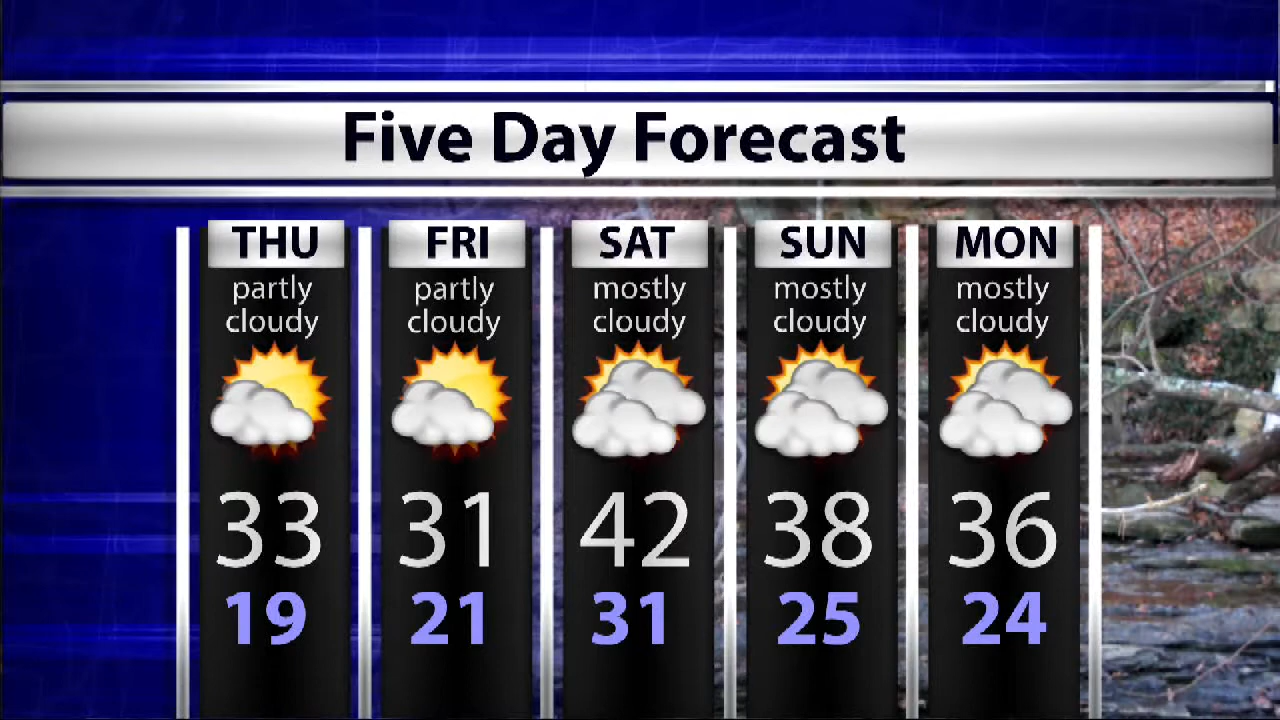 Five Day Forecast
THU FRI SAT SUN MON
partly partly mostly mostly mostly
cloudy cloudy cloudy cloudy cloudy
33 31 42 38 36
19 21 31 25 24